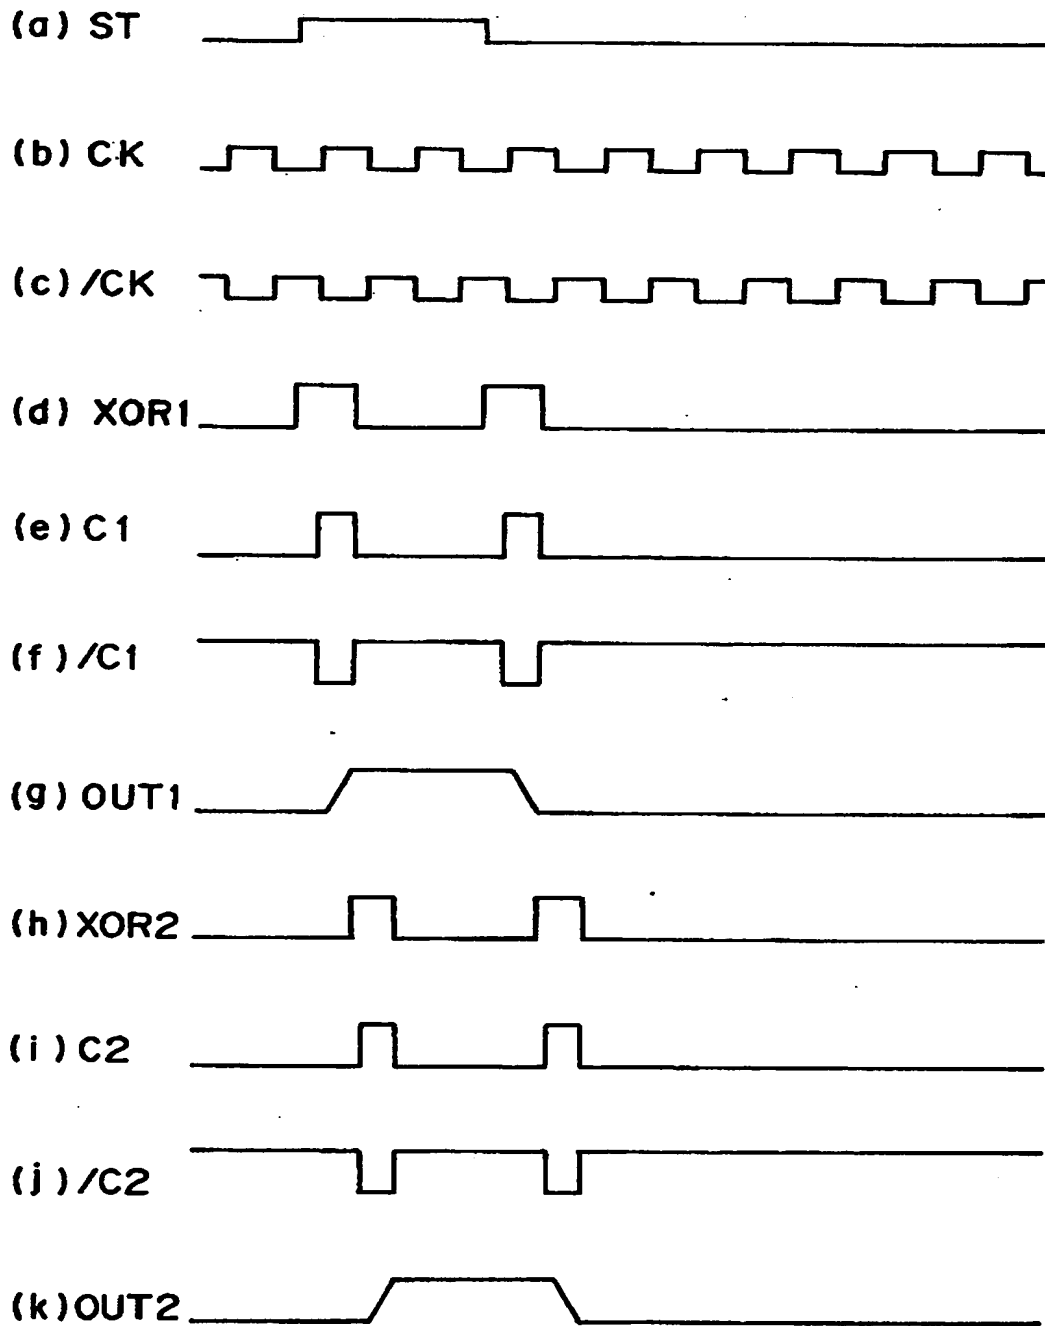 (a) ST
(b) CK
(c) /CK
(d) XOR1
(e) C1
(f) /C1
(g) OUT1
(h) XOR2
(i) C2
(j) /C2
(k) OUT2